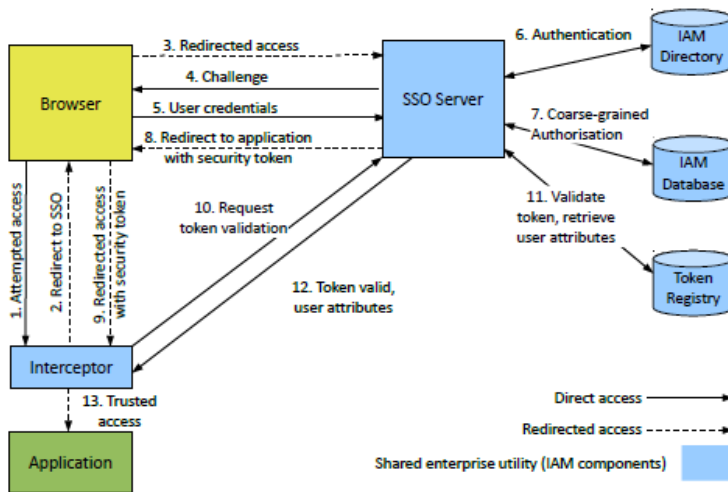 3. Redirected access
4. Challenge
5. User credentials
8. Redirect to application
with security token
Browser
SSO Server
6. Authentication
IAM
Directory
7. Coarse-grained
Authorisation
IAM
Database
11. Validate
token, retrieve
user attributes
Token
Registry
1. Attempted access
2. Redirect to SSO
9. Redirected access
with security token
10. Request
token validation
12. Token valid,
user attributes
Interceptor
13. Trusted
access
Application
Direct access
Redirected access
Shared enterprise utility (IAM components)